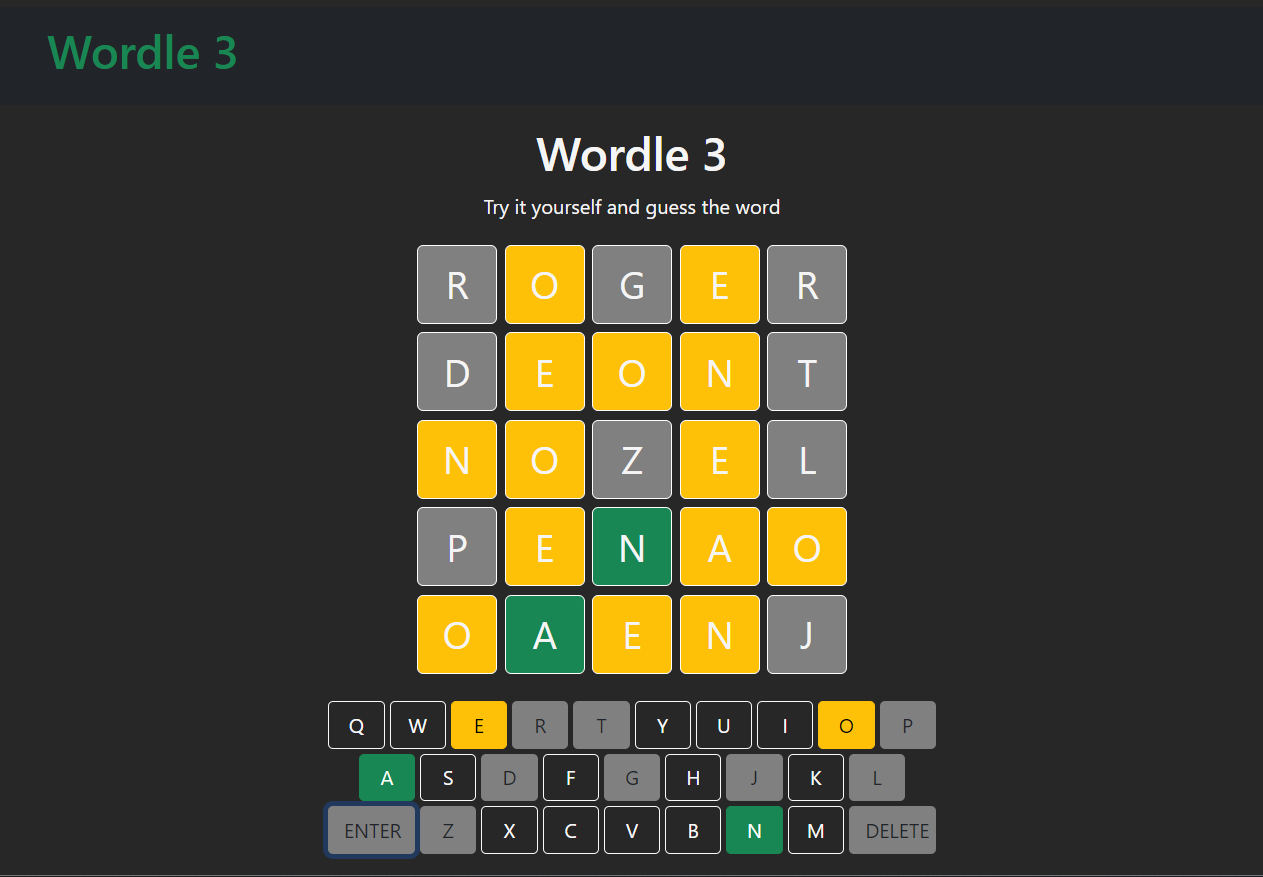 Wordle 3
Wordle 3
Try it yourself and guess the word
R O G E R
D E O N T
N O Z E L
P E N A O
O A E N J
Q W E R T Y U I O P
A S D F G H J K L
ENTER Z X C V B N M DELETE